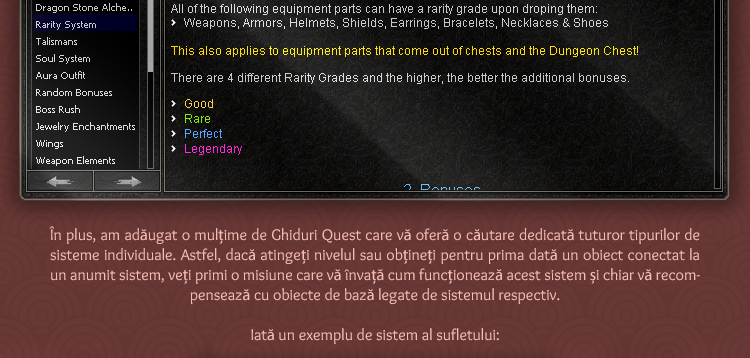 Dragon Stone Alche..
Rarity System
Talismans
Soul System
Aura Outfit
Random Bonuses
Boss Rush
Jewelry Enchantments
Wings
Weapon Elements
All of the following equipment parts can have a rarity grade upon droping them:
Weapons, Armors, Helmets, Shields, Earrings, Bracelets, Necklaces & Shoes
This also applies to equipment parts that come out of chests and the Dungeon Chest!
There are 4 different Rarity Grades and the higher, the better the additional bonuses.
Good
Rare
Perfect
Legendary
2. Bonuses
În plus, am adăugat o mulțime de Ghiduri Quest care vă oferă o căutare dedicată tuturor tipurilor de
sisteme individuale. Astfel, dacă atingeți nivelul sau obțineți pentru prima dată un obiect conectat la
un anumit sistem, veți primi o misiune care vă învață cum funcționează acest sistem și chiar vă recom-
pensează cu obiecte de bază legate de sistemul respectiv.
Iată un exemplu de sistem al sufletului: